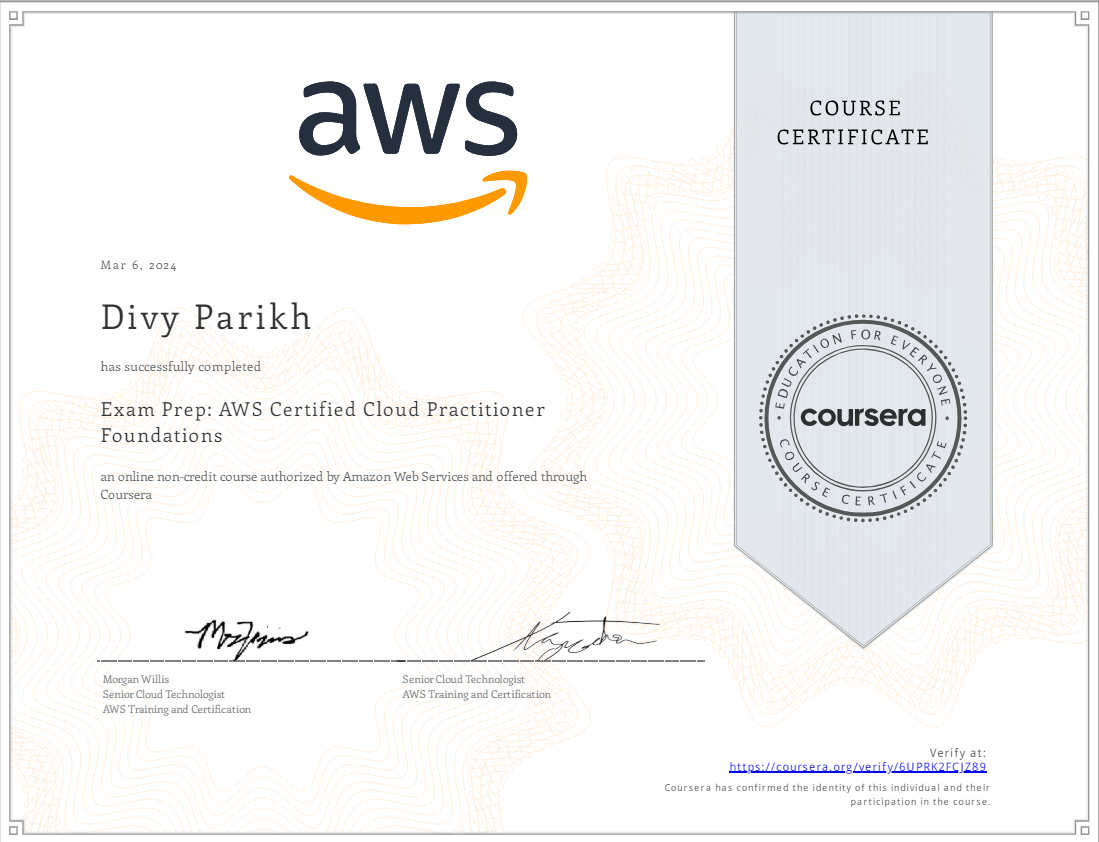 aws
COURSE
CERTIFICATE
Mar 6, 2024
Divy Parikh
has successfully completed
Exam Prep: AWS Certified Cloud Practitioner
Foundations
an online non-credit course authorized by Amazon Web Services and offered through
Coursera
EDUCATION FOR EVERYONE
coursera
COURSE CERTIFICATE
Morgan Willis
Senior Cloud Technologist
AWS Training and Certification
Senior Cloud Technologist
AWS Training and Certification
Verify at:
https://coursera.org/verify/6UPRK2FCJZ89
Coursera has confirmed the identity of this individual and their
participation in the course.